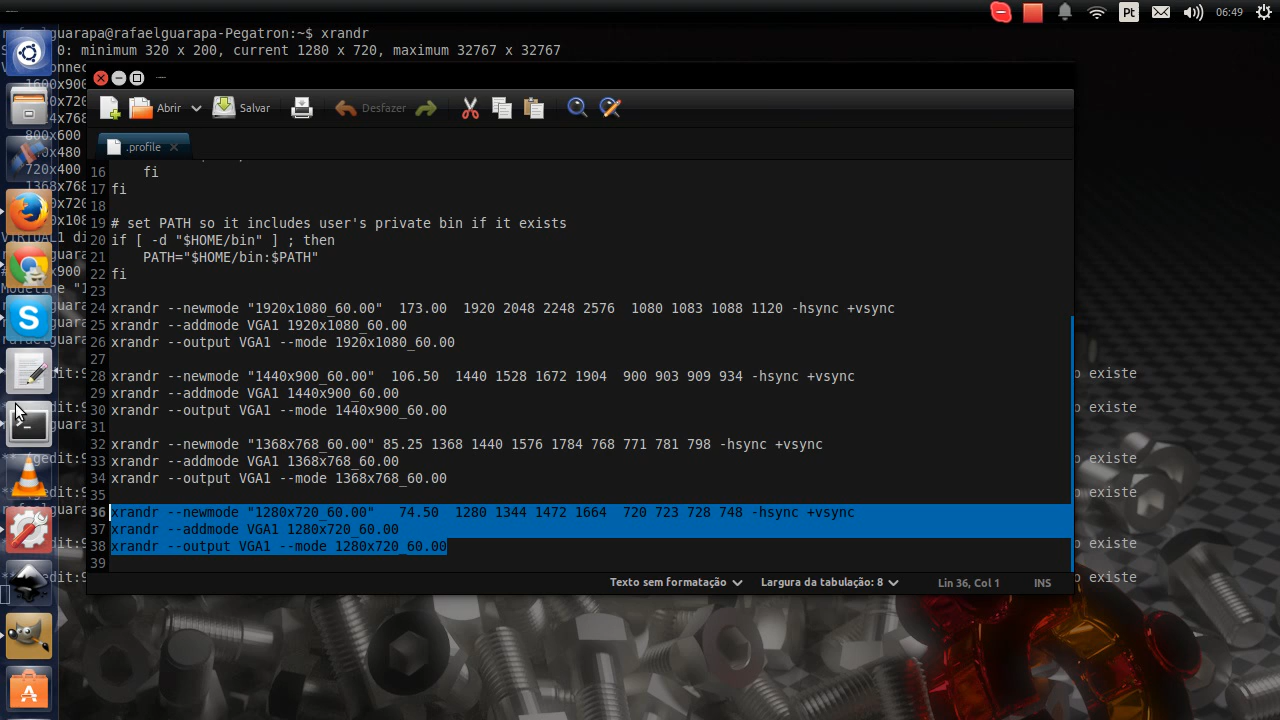 Pt
06:49
rafaelguarapa@rafaelguarapa-Pegatron:~$ xrandr
0: minimum 320 x 200, current 1280 x 720, maximum 32767 x 32767
1600x900
800x600
720x400
1368x768
VIRTUAL1 di
Modeline "1
Abrir
Salvar
Desfazer
.profile
16 fi
17 fi
18
19 # set PATH so it includes user's private bin if it exists
20 if [ -d "$HOME/bin" ] ; then
21 PATH="$HOME/bin:$PATH"
22 fi
23
24 xrandr --newmode "1920x1080_60.00" 173.00 1920 2048 2248 2576 1080 1083 1088 1120 -hsync +vsync
25 xrandr --addmode VGA1 1920x1080_60.00
26 xrandr --output VGA1 --mode 1920x1080_60.00
27
28 xrandr --newmode "1440x900_60.00" 106.50 1440 1528 1672 1904 900 903 909 934 -hsync +vsync
29 xrandr --addmode VGA1 1440x900_60.00
30 xrandr --output VGA1 --mode 1440x900_60.00
31
32 xrandr --newmode "1368x768_60.00" 85.25 1368 1440 1576 1784 768 771 781 798 -hsync +vsync
33 xrandr --addmode VGA1 1368x768_60.00
34 xrandr --output VGA1 --mode 1368x768_60.00
35
36 xrandr --newmode "1280x720_60.00" 74.50 1280 1344 1472 1664 720 723 728 748 -hsync +vsync
37 xrandr --addmode VGA1 1280x720_60.00
38 xrandr --output VGA1 --mode 1280x720_60.00
39
o existe
o existe
o existe
o existe
o existe
o existe
Texto sem formatação
Largura da tabulação: 8
Lin 36, Col 1
INS